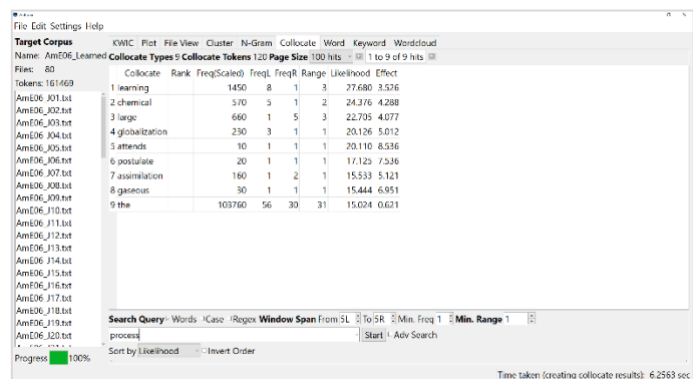 File Edit Settings Help
Target Corpus
Name: AmE06_Learned
Files: 80
Tokens: 161469
AmE06_J01.txt
AmE06_J02.txt
AmE06_J03.txt
AmE06_J04.txt
AmE06_J05.txt
AmE06_J06.txt
AmE06_J07.txt
AmE06_J08.txt
AmE06_J09.txt
AmE06_J10.txt
AmE06_J11.txt
AmE06_J12.txt
AmE06_J13.txt
AmE06_J14.txt
AmE06_J15.txt
AmE06_J16.txt
AmE06_J17.txt
AmE06_J18.txt
AmE06_J19.txt
AmE06_J20.txt
Progress 100%
KWIC Plot File View Cluster N-Gram Collocate Word Keyword Wordcloud
Collocate Types 9 Collocate Tokens 120 Page Size 100 hits 1 to 9 of 9 hits
Collocate Rank Freq(Scaled) FreqL FreqR Range Likelihood Effect
1 learning 1450 8 1 3 27.680 3.526
2 chemical 570 5 1 2 24.376 4.288
3 large 660 1 5 3 22.705 4.077
4 globalization 230 3 1 1 20.126 5.012
5 attends 10 1 1 1 20.110 8.536
6 postulate 20 1 1 1 17.125 7.536
7 assimilation 160 1 2 1 15.533 5.121
8 gaseous 30 1 1 1 15.444 6.951
9 the 103760 56 30 31 15.024 0.621
Search Query Words Case Regex Window Span From 5L To 5R Min. Freq 1 Min. Range 1
process Start Adv Search
Sort by Likelihood Invert Order
Time taken (creating collocate results): 6.2563 sec